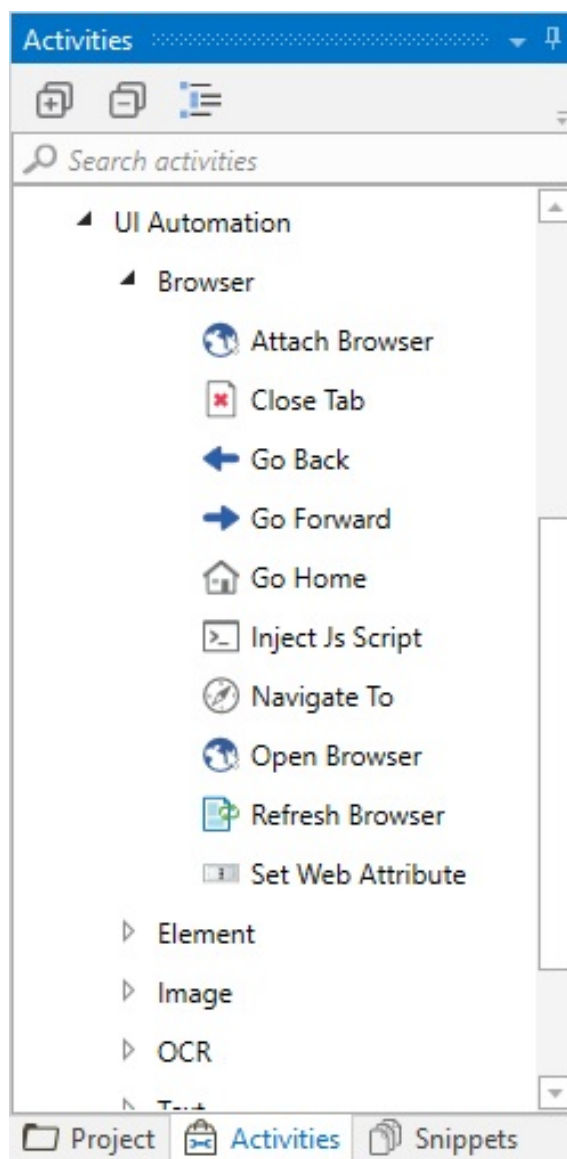 Activities
Search activities
UI Automation
Browser
Attach Browser
Close Tab
Go Back
Go Forward
Go Home
Inject Js Script
Navigate To
Open Browser
Refresh Browser
Set Web Attribute
Element
Image
OCR
Text
Project Activities Snippets